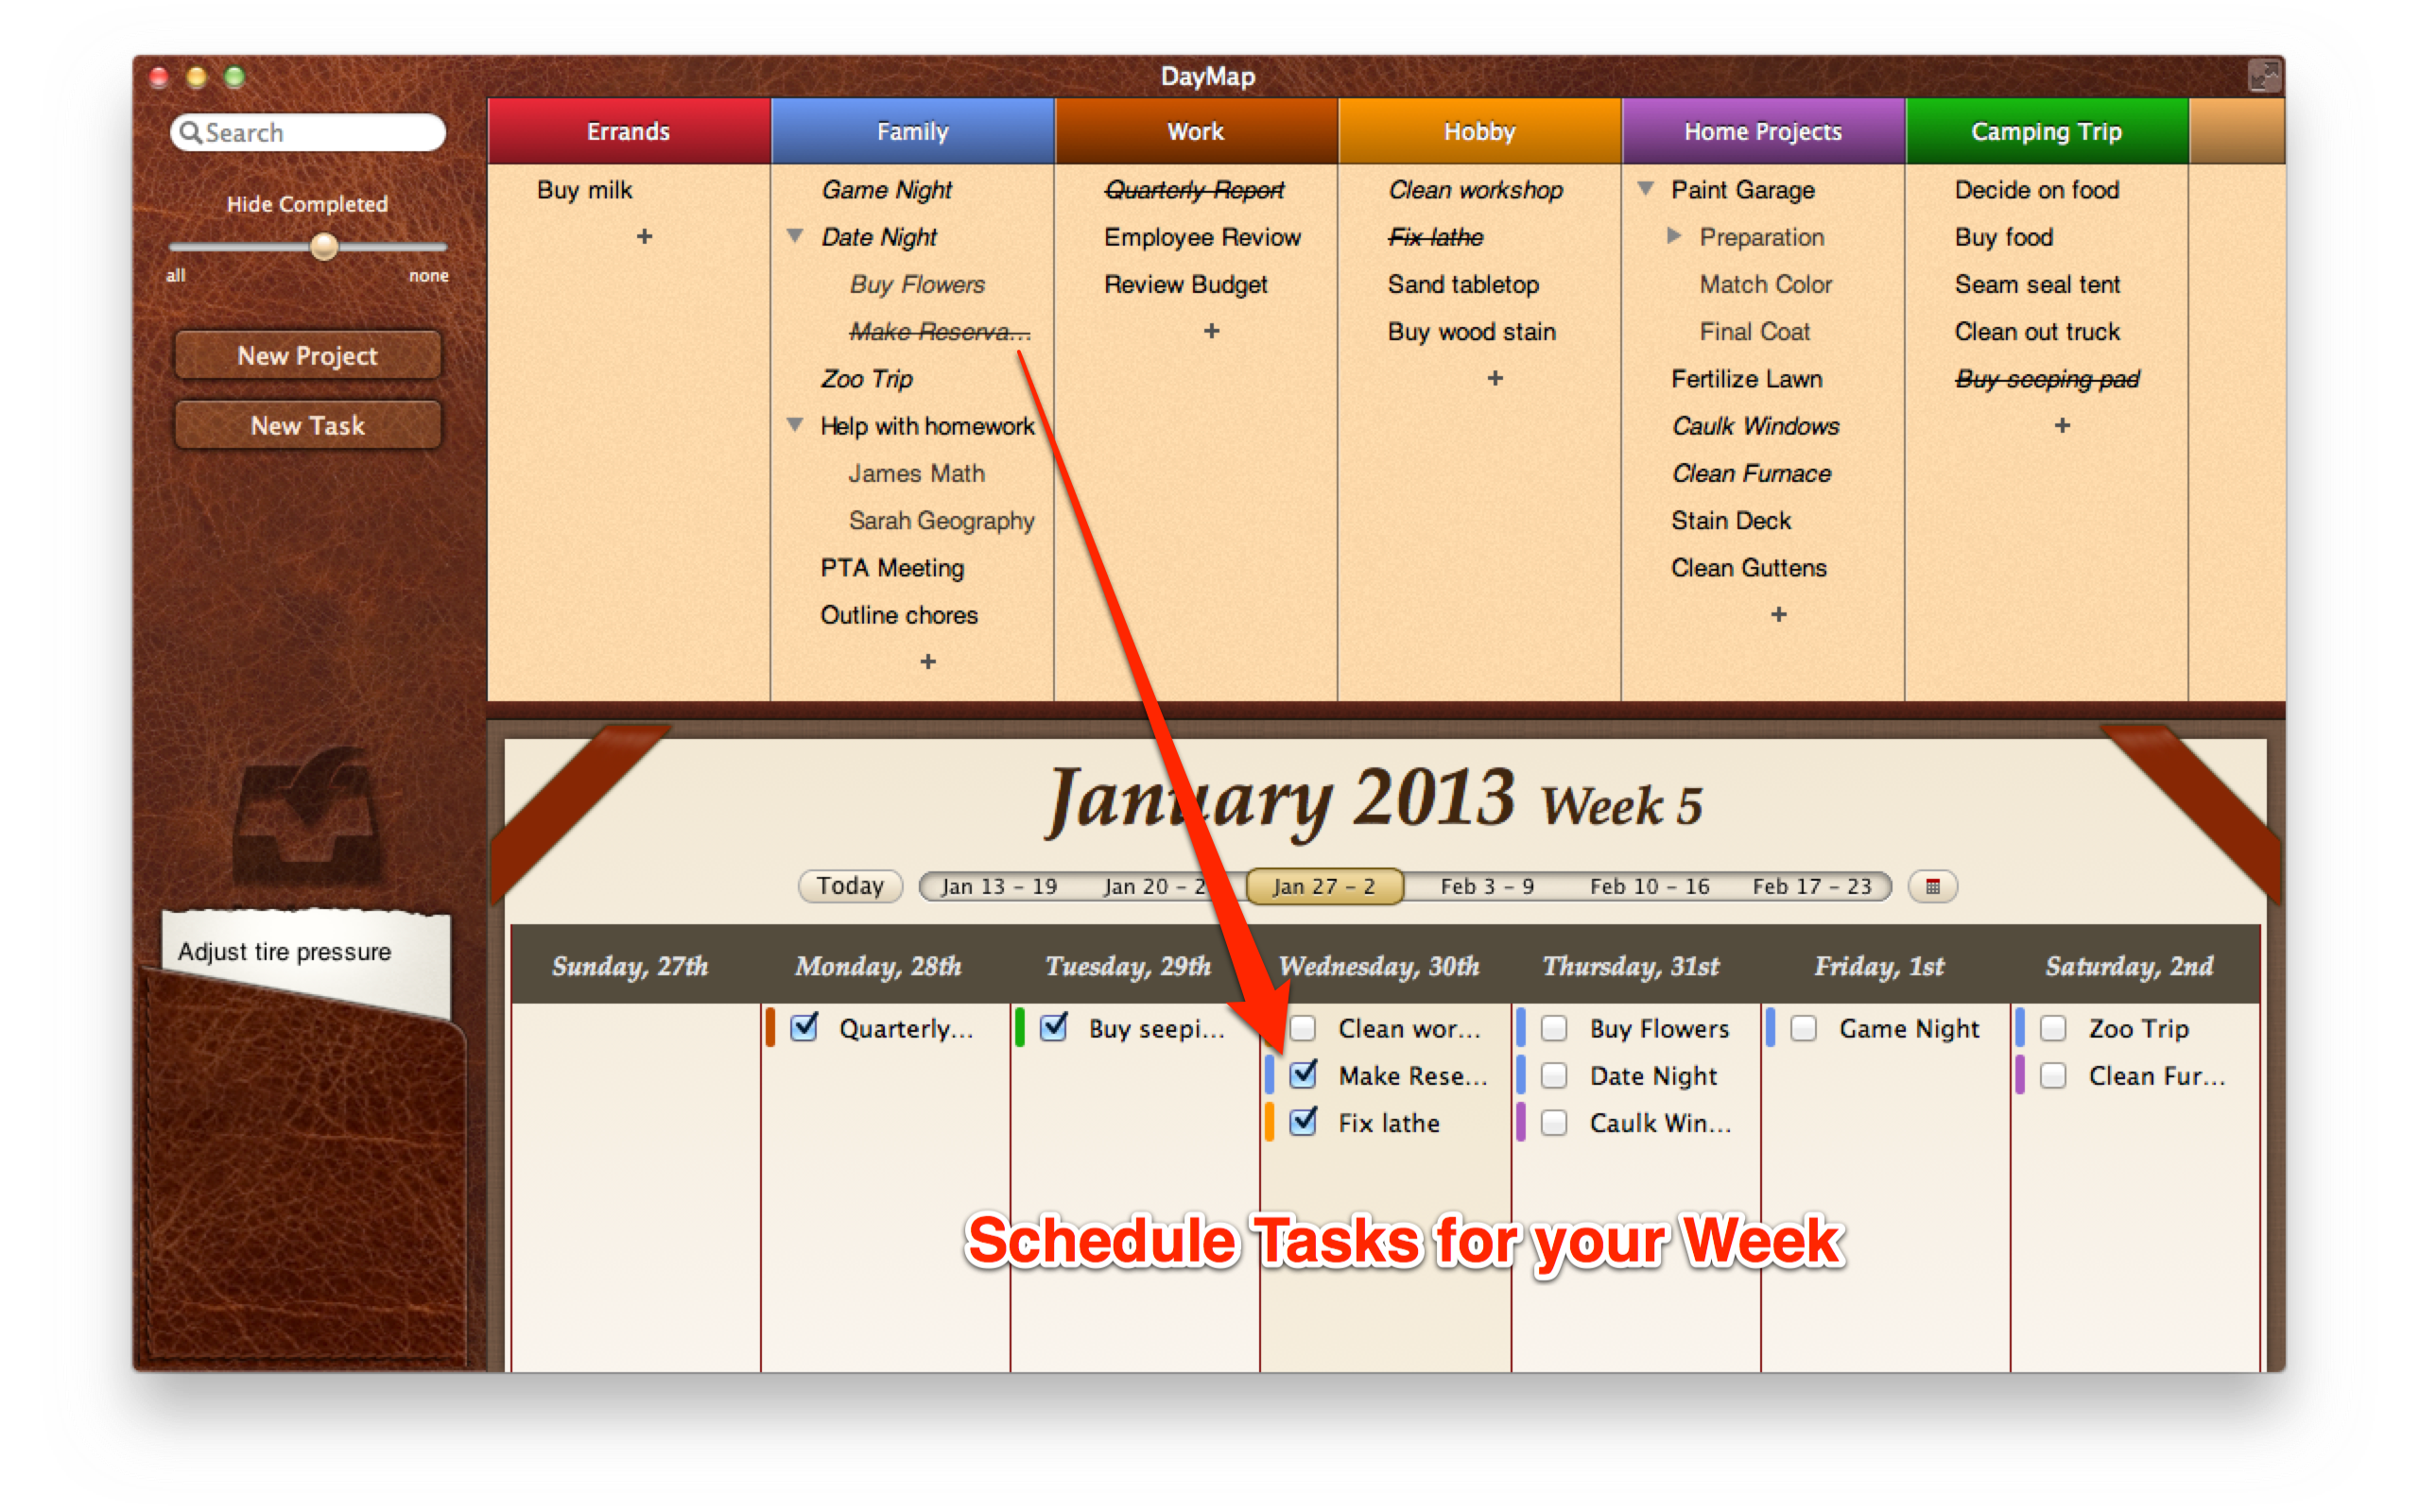 DayMap
Search
Hide Completed
all none
New Project
New Task
Adjust tire pressure
Errands Family Work Hobby Home Projects Camping Trip
Buy milk
+
Game Night
Date Night
Buy Flowers
Make Reserva...
Zoo Trip
Help with homework
James Math
Sarah Geography
PTA Meeting
Outline chores
+
Quarterly Report
Employee Reviow
Review Budget
+
Clean workshop
Fix lathe
Sand tabletop
Buy wood stain
+
Paint Garage
Preparation
Match Color
Final Coat
Fertilize Lawn
Caulk Windows
Clean Furnace
Stain Deck
Clean Guttens
+
Decide on food
Buy food
Seam seal tent
Clean out truck
Buy seeping pad
+
January 2013 Week 5
Today Jan 13 – 19 Jan 20 – 2 Jan 27 – 2 Feb 3 – 9 Feb 10 – 16 Feb 17 – 23
Sunday, 27th Monday, 28th Tuesday, 29th Wednesday, 30th Thursday, 31st Friday, 1st Saturday, 2nd
Quarterly...
Buy seepi...
Clean wor...
Make Rese...
Fix lathe
Buy Flowers
Date Night
Caulk Win...
Game Night
Zoo Trip
Clean Fur...
Schedule Tasks for your Week